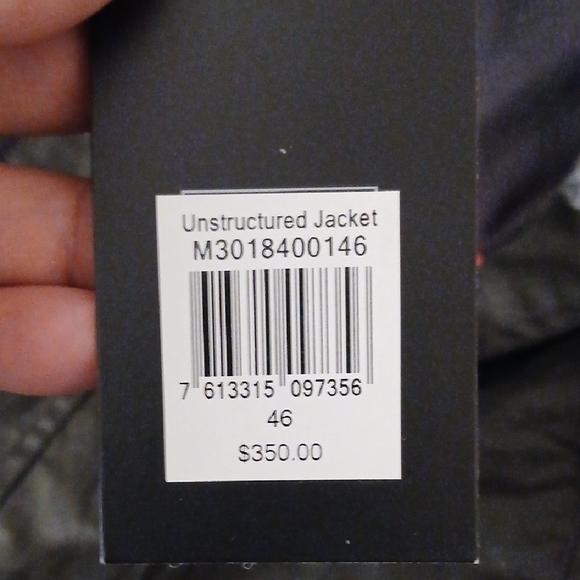 Unstructured Jacket
M3018400146
7 613315 097356
46
$350.00